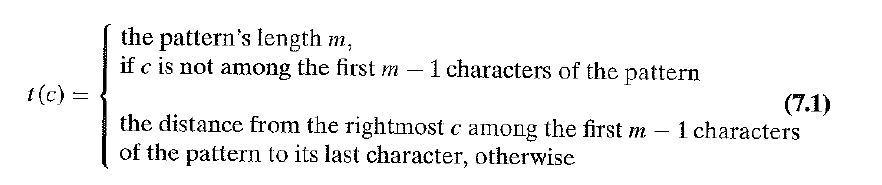 the pattern's length m,
if c is not among the first m − 1 characters of the pattern
t(c) =
(7.1)
the distance from the rightmost c among the first m − 1 characters
of the pattern to its last character, otherwise